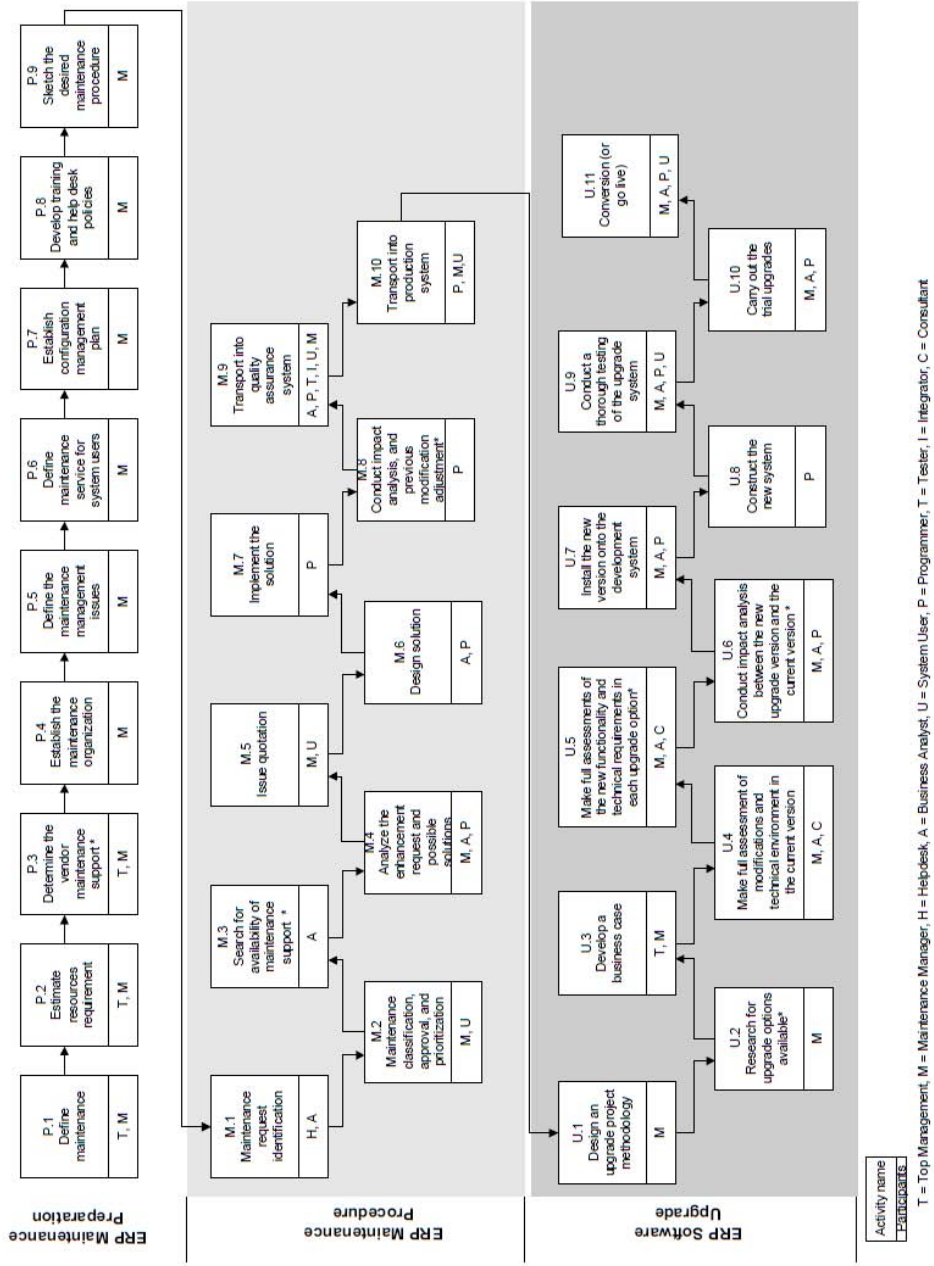 ERP Maintenance
Preparation
P.1
Define
maintenance
T, M
P.2
Estimate
resources
requirement
T, M
P.3
Determine the
vendor
maintenance
support *
T, M
P.4
Establish the
maintenance
organization
M
P.5
Define the
maintenance
management
issues
M
P.6
Define
maintenance
service for
system users
M
P.7
Establish
configuration
management
plan
M
P.8
Develop training
and help desk
policies
M
P.9
Sketch the
desired
maintenance
procedure
M
ERP Maintenance
Procedure
M.1
Maintenance
request
identification
H, A
M.2
Maintenance
classification,
approval, and
prioritization
M, U
M.3
Search for
availability of
maintenance
support *
A
M.4
Analyze the
enhancement
request and
possible
solutions
M, A, P
M.5
Issue quotation
M, U
M.6
Design solution
A, P
M.7
Implement the
solution
P
M.8
Conduct impact
analysis, and
previous
modification
adjustment*
P
M.9
Transport into
quality
assurance
system
A, P, T, I, U, M
M.10
Transport into
production
system
P, M,U
ERP Software
Upgrade
U.1
Design an
upgrade project
methodology
M
U.2
Research for
upgrade options
available*
M
U.3
Develop a
business case
T, M
U.4
Make full assessment of
modifications and
technical environment in
the current version
M, A, C
U.5
Make full assessments of
the new functionality and
technical requirements in
each upgrade option*
M, A, C
U.6
Conduct impact analysis
between the new
upgrade version and the
current version *
M, A, P
U.7
Install the new
version onto the
development
system
M, A, P
U.8
Construct the
new system
P
U.9
Conduct a
thorough testing
of the upgrade
system
M, A, P, U
U.10
Carry out the
trial upgrades
M, A, P
U.11
Conversion (or
go live)
M, A, P, U
Activity name
Participants
T = Top Management, M = Maintenance Manager, H = Helpdesk, A = Business Analyst, U = System User, P = Programmer, T = Tester, I = Integrator, C = Consultant